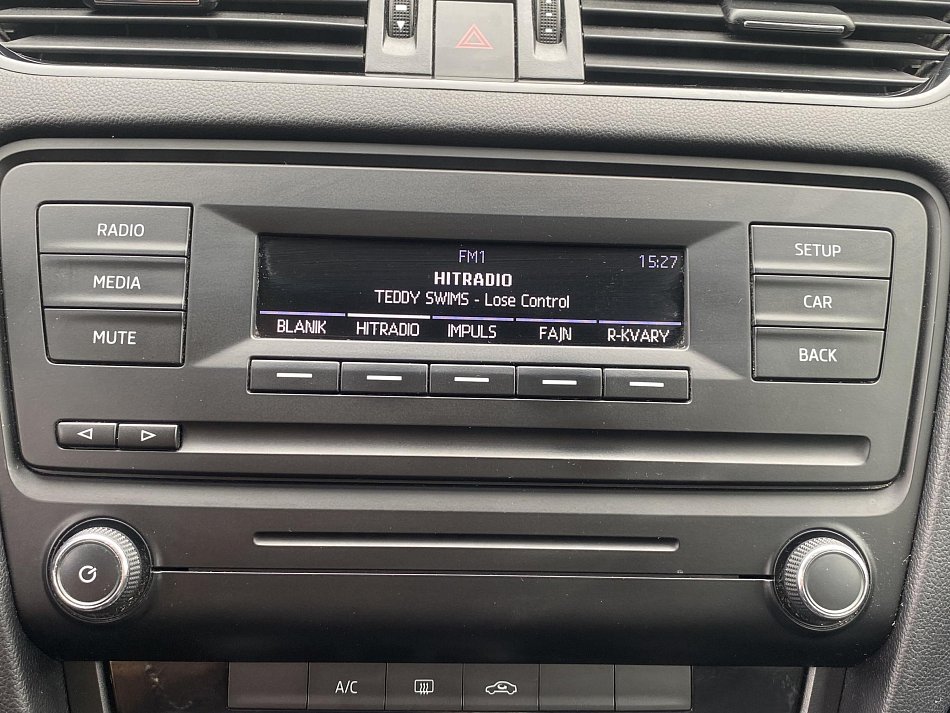 RADIO
MEDIA
MUTE
FM1
15:27
HITRADIO
TEDDY SWIMS - Lose Control
BLANIK HITRADIO IMPULS FAJN R-KVARY
SETUP
CAR
BACK
A/C